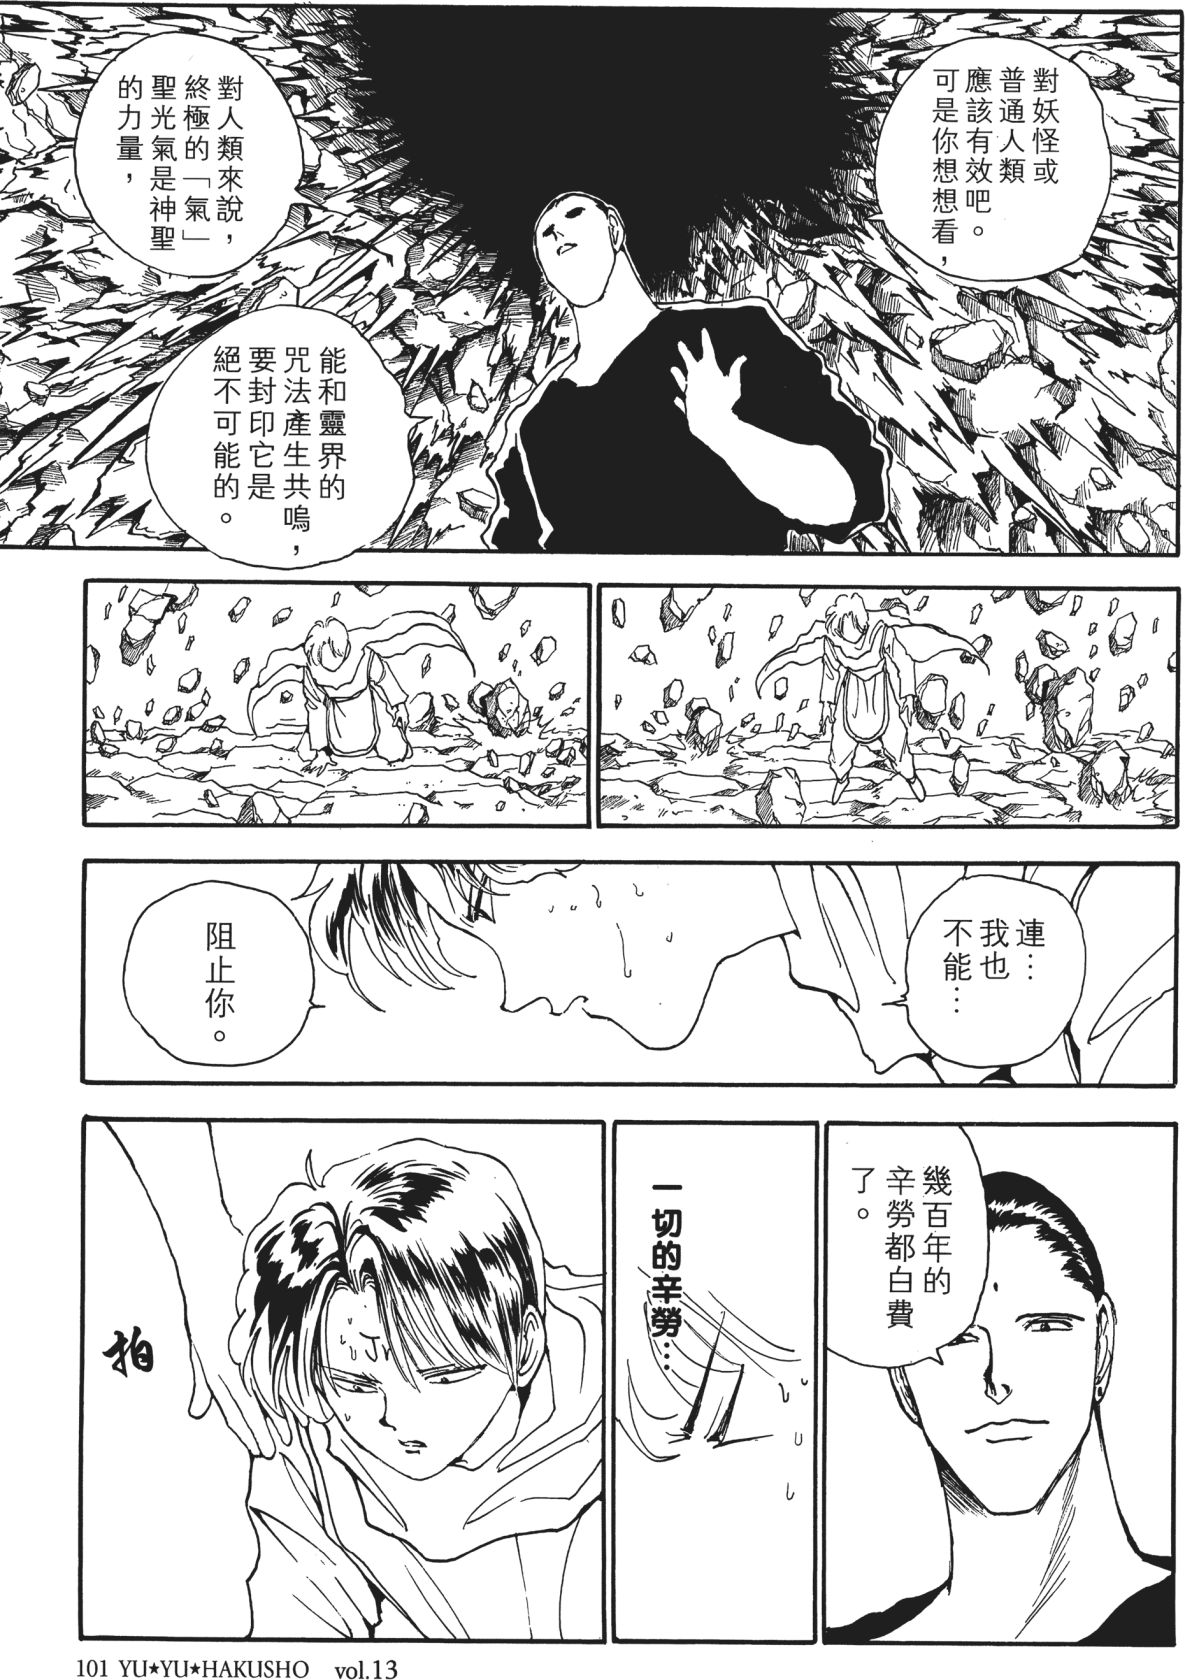 對妖怪或
普通人類
應該有效吧。
可是你想想看，
對人類來說，
終極的「氣」
聖光氣是神聖
的力量，
能和靈界的
咒法產生共鳴，
要封印它是
絕不可能的。
連…
我也
不能…
阻止你。
幾百年的
辛勞都白費
了。
一切的辛勞…
拍
101 YU★YU★HAKUSHO vol.13